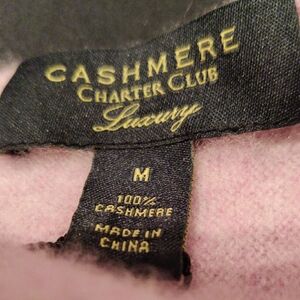 CASHMERE
CHARTER CLUB
Luxury
M
100%
CASHMERE
MADE IN
CHINA